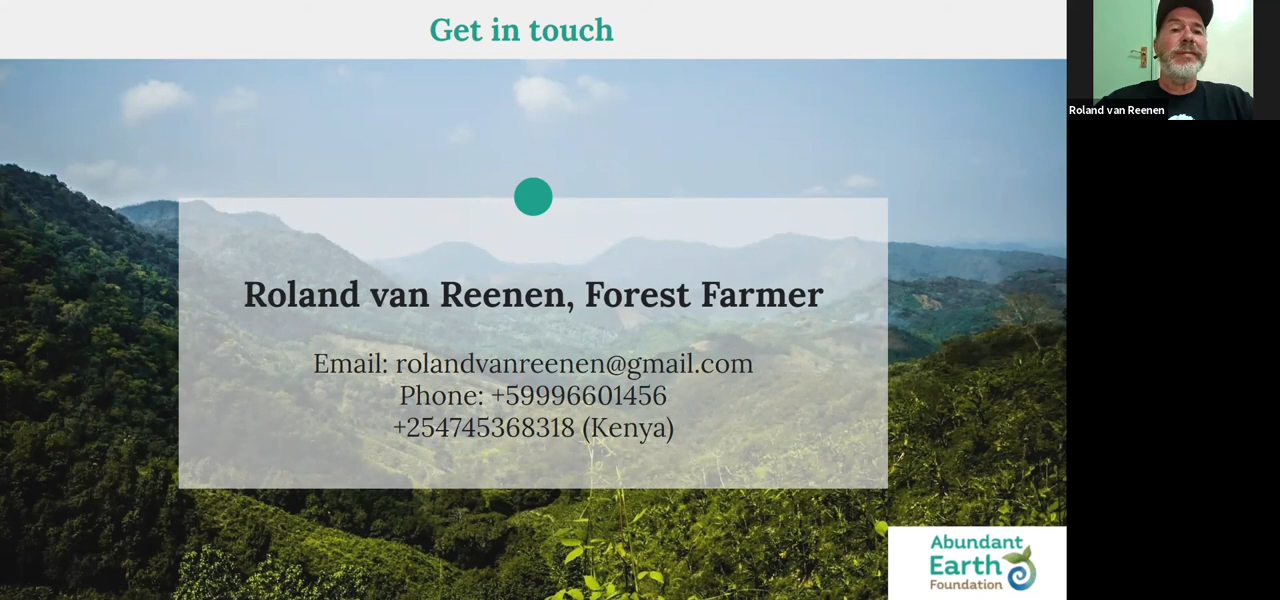 Get in touch
Roland van Reenen, Forest Farmer
Email: rolandvanreenen@gmail.com
Phone: +59996601456
+254745368318 (Kenya)
Abundant
Earth
Foundation
Roland van Reenen